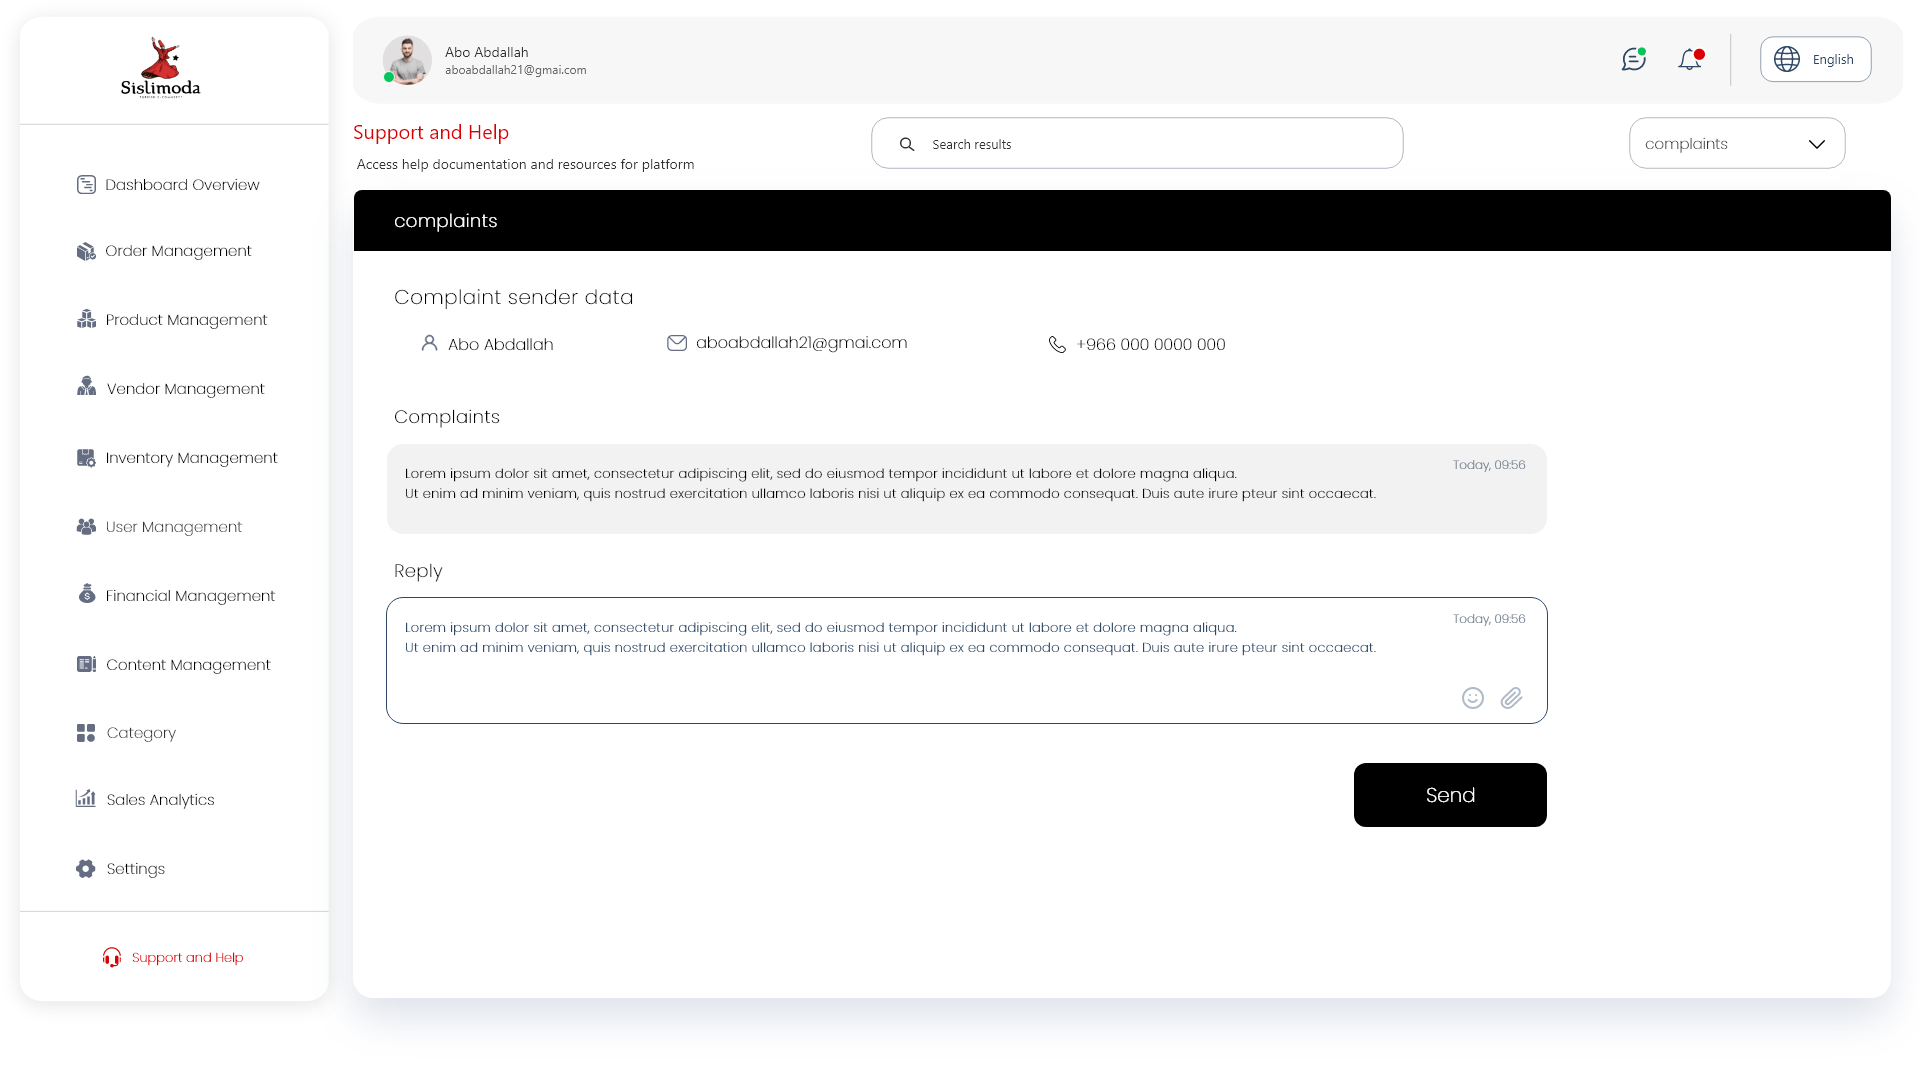 Sislimoda
Dashboard Overview
Order Management
Product Management
Vendor Management
Inventory Management
User Management
Financial Management
Content Management
Category
Sales Analytics
Settings
Support and Help
Abo Abdallah
aboabdallah21@gmai.com
English
Support and Help
Access help documentation and resources for platform
Search results
complaints
complaints
Complaint sender data
Abo Abdallah
aboabdallah21@gmai.com
+966 000 0000 000
Complaints
Today, 09:56
Lorem ipsum dolor sit amet, consectetur adipiscing elit, sed do eiusmod tempor incididunt ut labore et dolore magna aliqua.
Ut enim ad minim veniam, quis nostrud exercitation ullamco laboris nisi ut aliquip ex ea commodo consequat. Duis aute irure pteur sint occaecat.
Reply
Today, 09:56
Lorem ipsum dolor sit amet, consectetur adipiscing elit, sed do eiusmod tempor incididunt ut labore et dolore magna aliqua.
Ut enim ad minim veniam, quis nostrud exercitation ullamco laboris nisi ut aliquip ex ea commodo consequat. Duis aute irure pteur sint occaecat.
Send